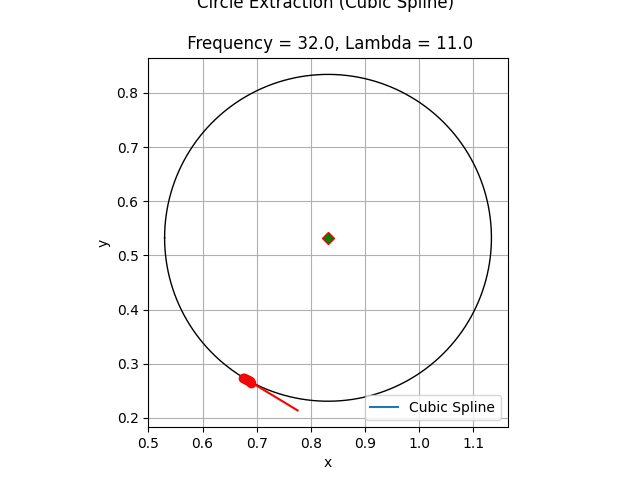 Circle Extraction (Cubic Spline)
Frequency = 32.0, Lambda = 11.0
0.8
0.7
0.6
0.5
0.4
0.3
0.2
y
Cubic Spline
0.5 0.6 0.7 0.8 0.9 1.0 1.1
x